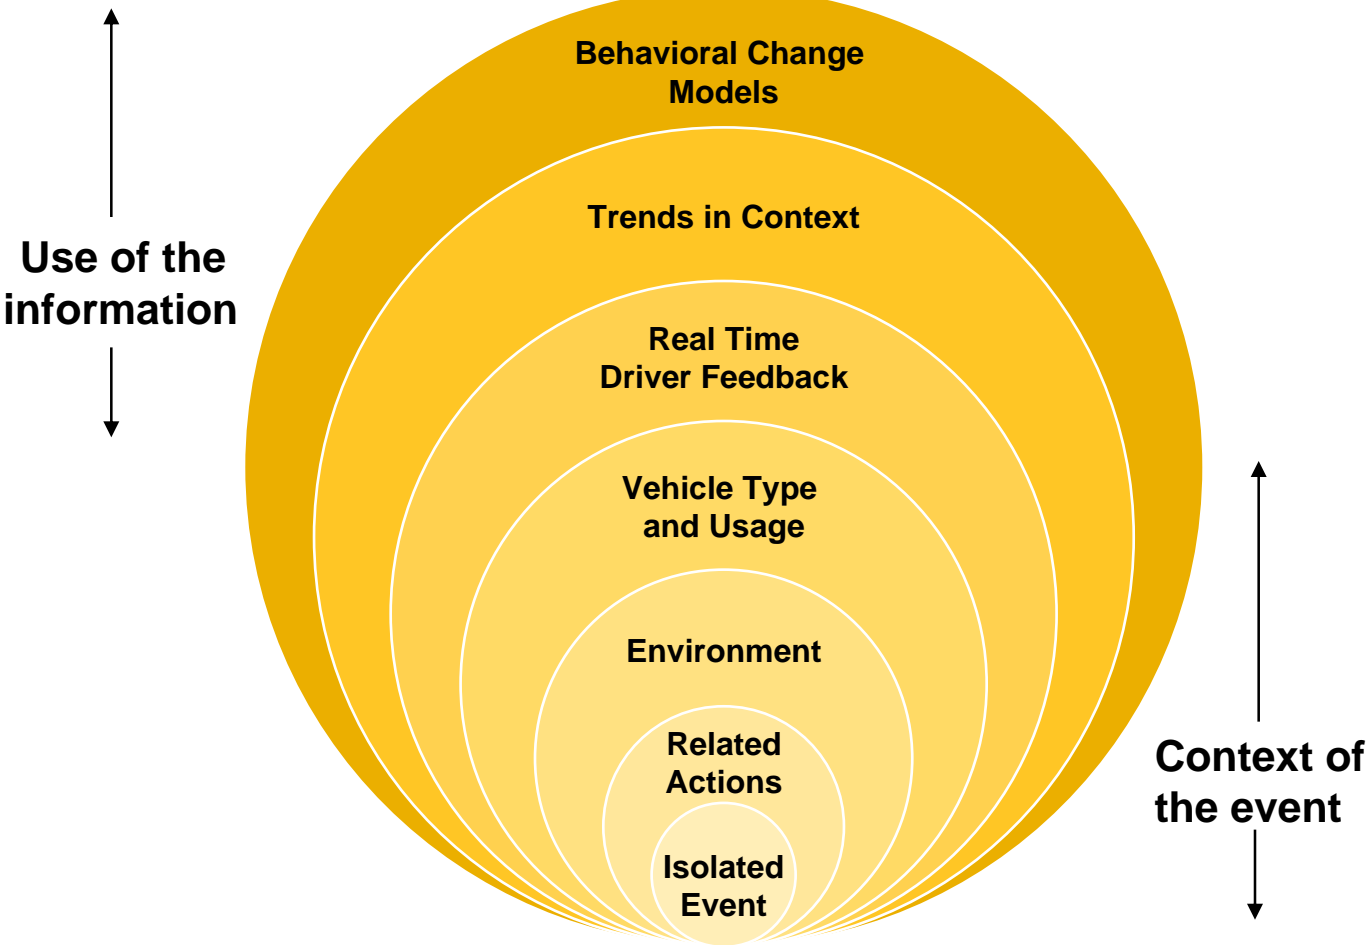 Behavioral Change
Models
Trends in Context
Use of the
information
Real Time
Driver Feedback
Vehicle Type
and Usage
Environment
Related
Actions
Context of
the event
Isolated
Event